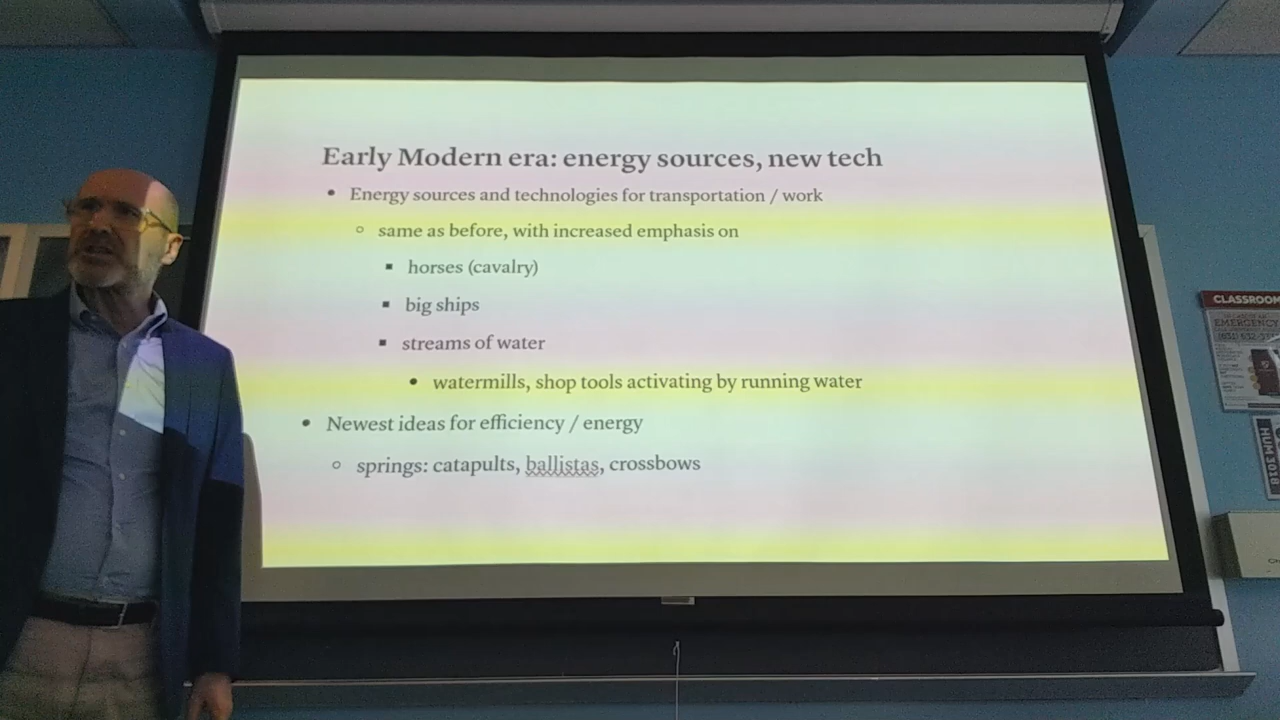 Early Modern era: energy sources, new tech
• Energy sources and technologies for transportation / work
○ same as before, with increased emphasis on
▪ horses (cavalry)
▪ big ships
▪ streams of water
• watermills, shop tools activating by running water
• Newest ideas for efficiency / energy
○ springs: catapults, ballistas, crossbows
CLASSROOM
EMERGENCY
HUM 3018